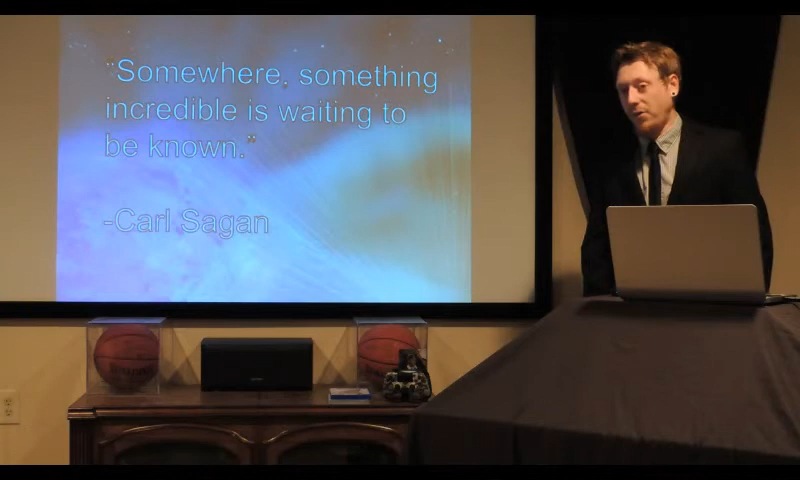 "Somewhere, something
incredible is waiting to
be known."
-Carl Sagan